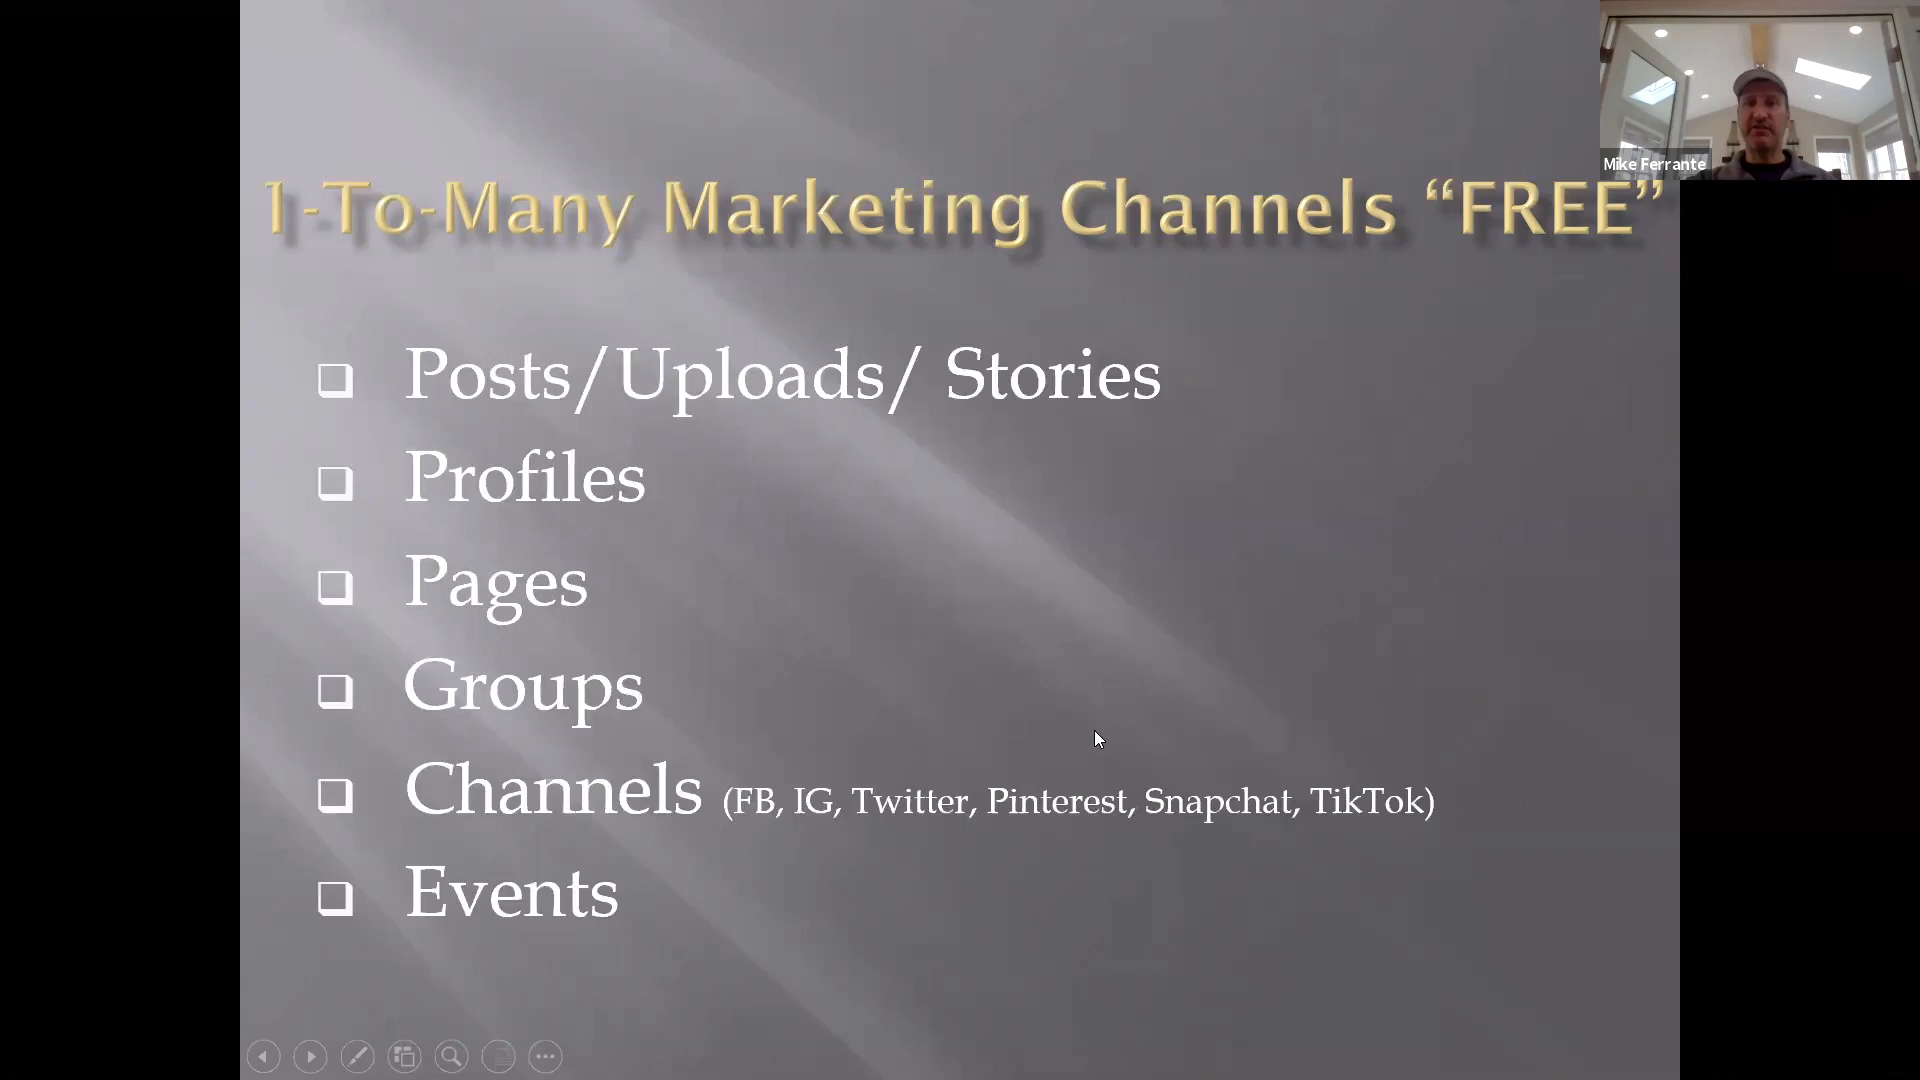 Mike Ferrante
1-To-Many Marketing Channels “FREE”
Posts/Uploads/ Stories
Profiles
Pages
Groups
Channels (FB, IG, Twitter, Pinterest, Snapchat, TikTok)
Events